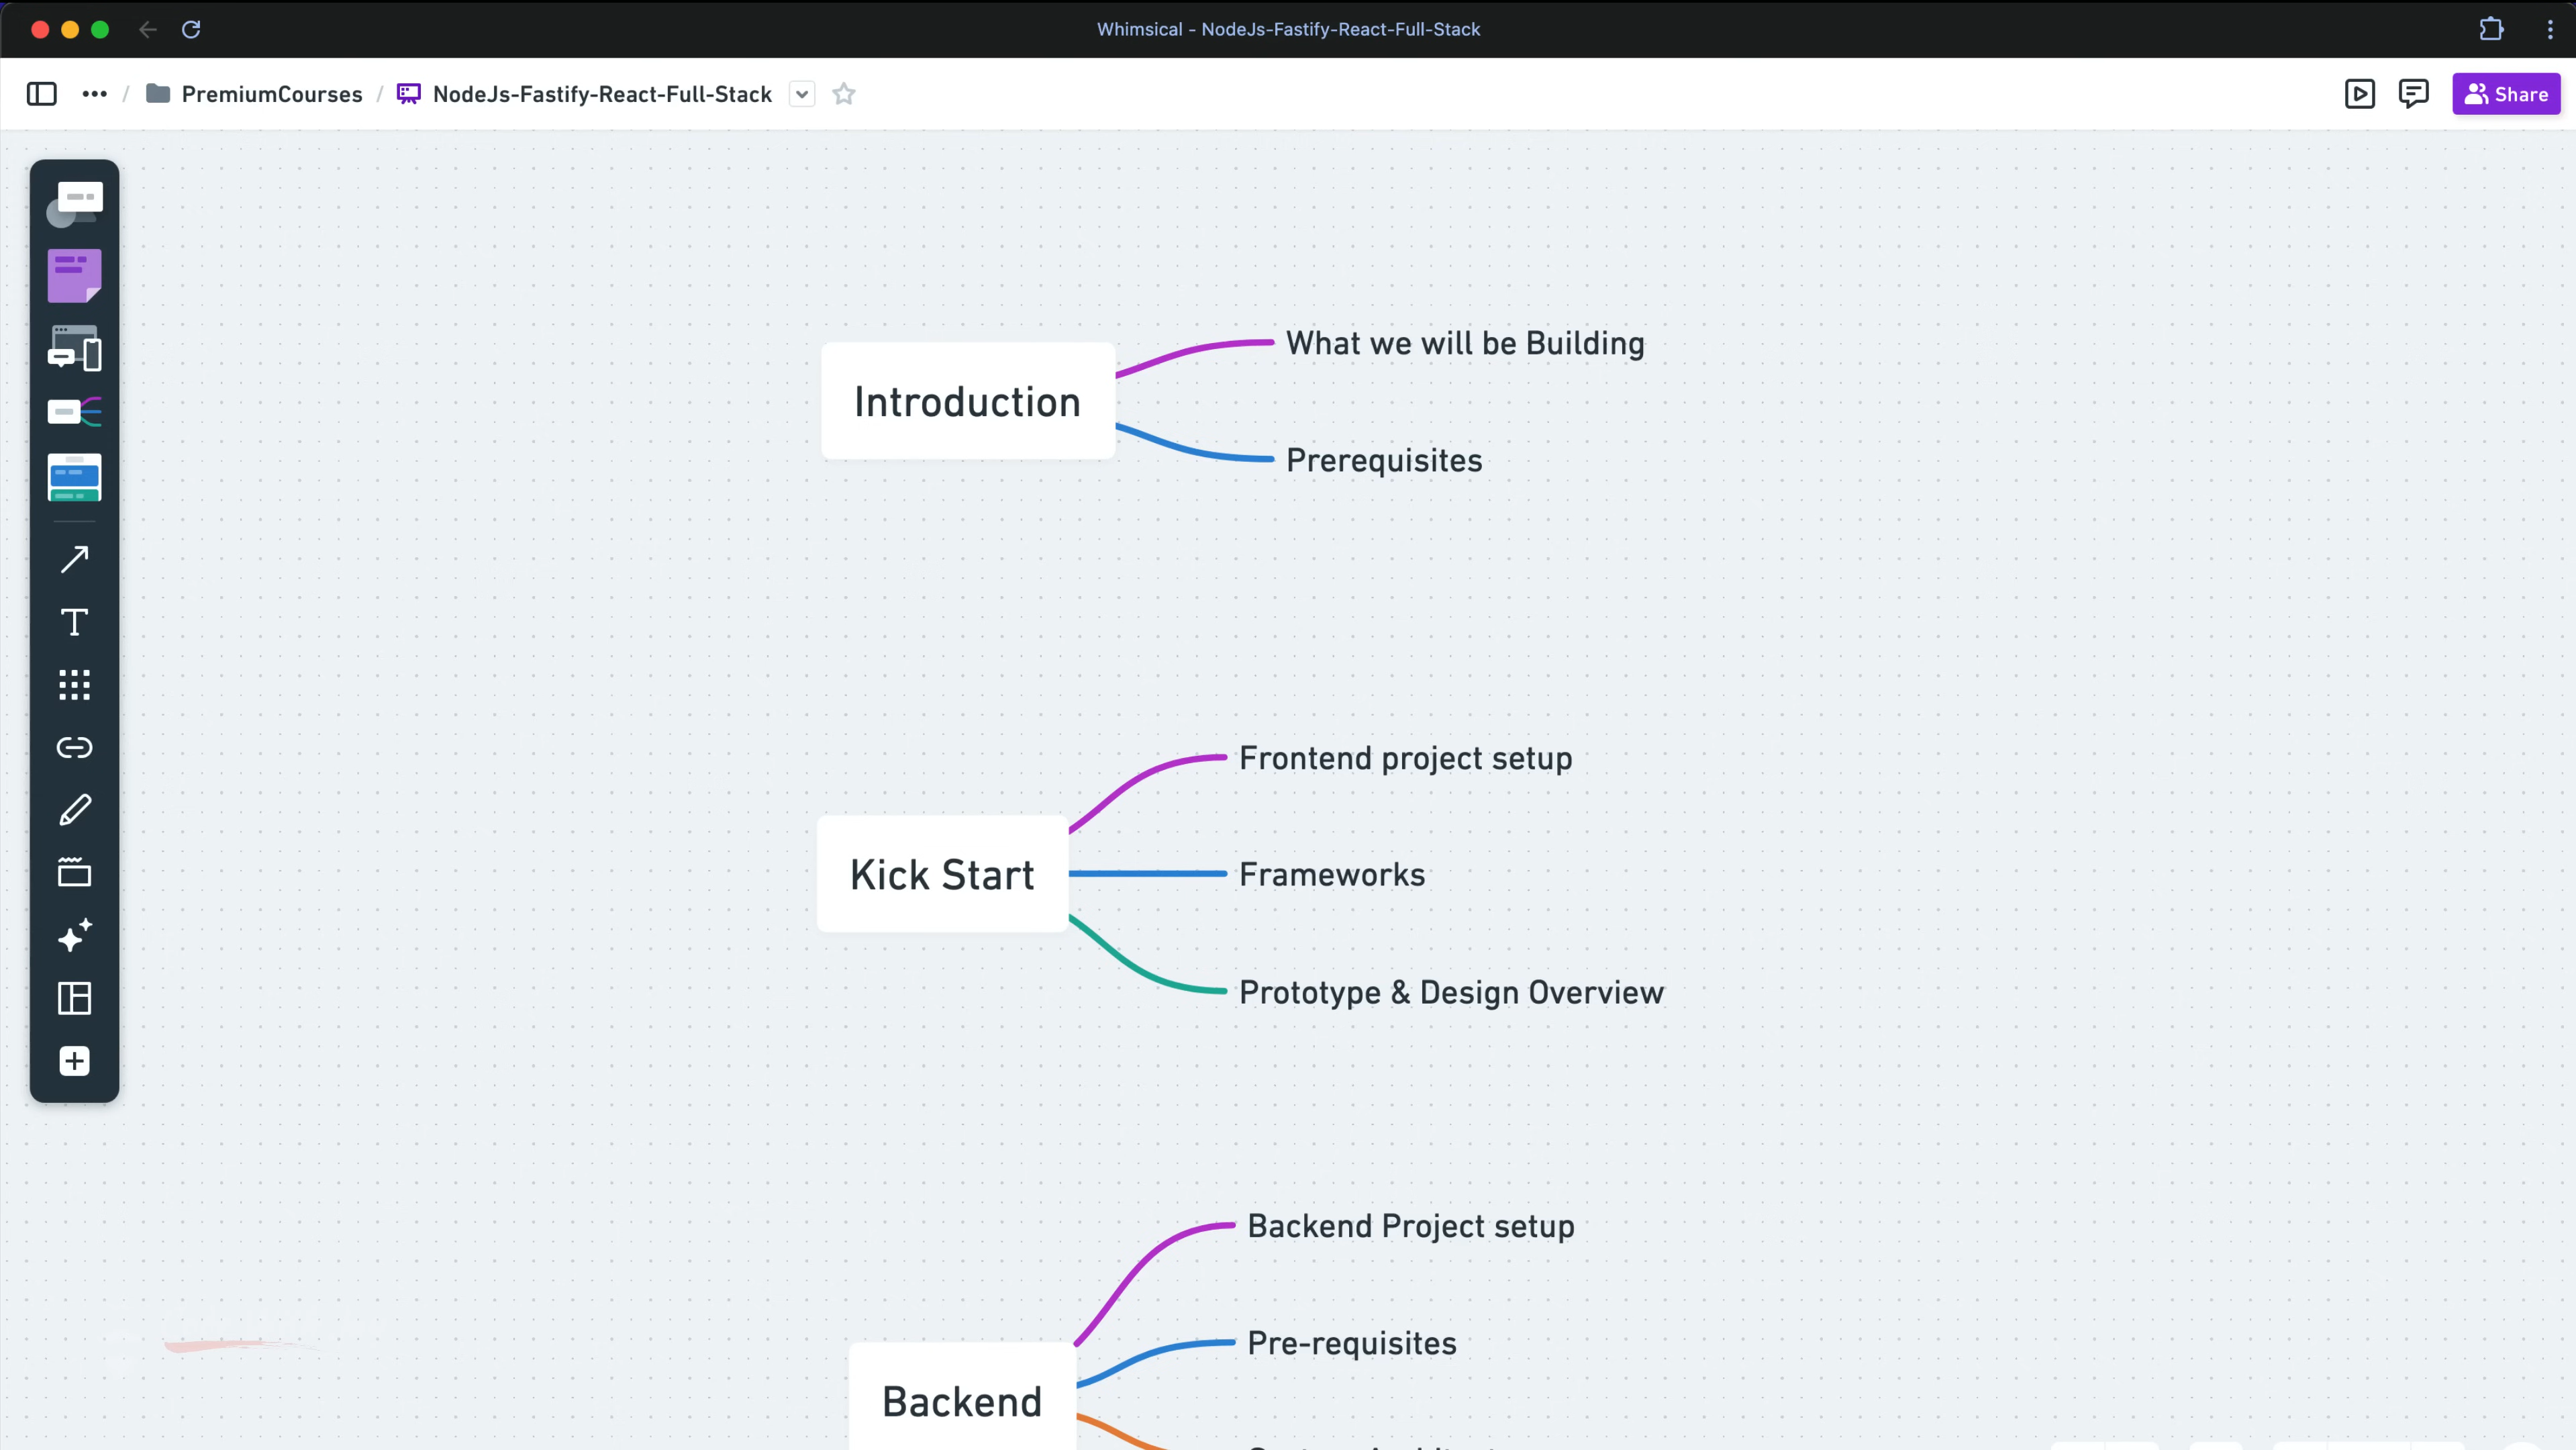 Whimsical - NodeJs-Fastify-React-Full-Stack
/ PremiumCourses / NodeJs-Fastify-React-Full-Stack
Share
What we will be Building
Introduction
Prerequisites
Frontend project setup
Kick Start
Frameworks
Prototype & Design Overview
Backend Project setup
Pre-requisites
Backend